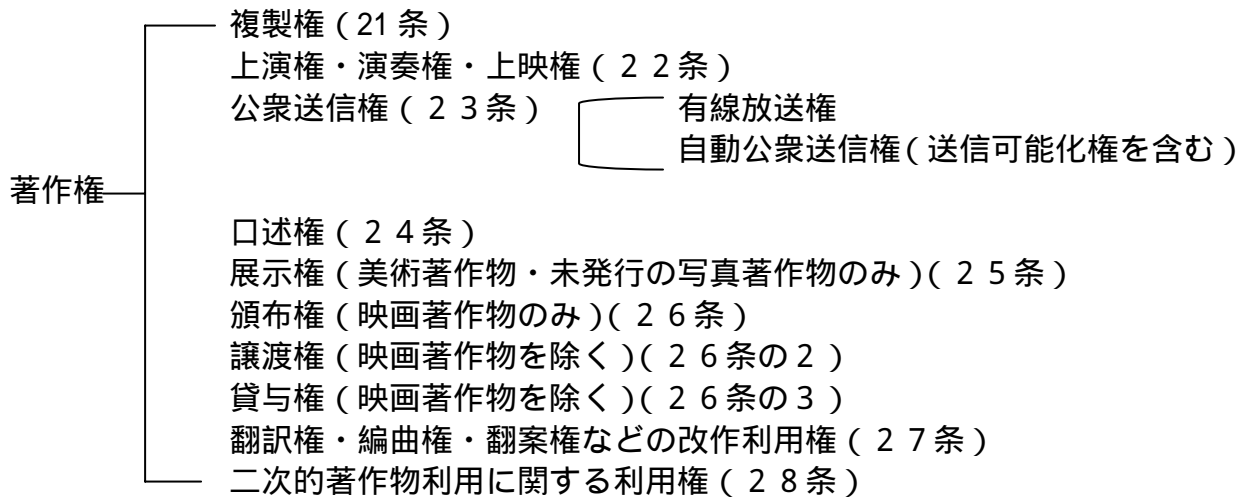 複製権(21条)
上演権・演奏権・上映権(22条)
公衆送信権(23条) 有線放送権
自動公衆送信権(送信可能化権を含む)
著作権
口述権(24条)
展示権(美術著作物・未発行の写真著作物のみ)(25条)
頒布権(映画著作物のみ)(26条)
譲渡権(映画著作物を除く)(26条の2)
貸与権(映画著作物を除く)(26条の3)
翻訳権・編曲権・翻案権などの改作利用権(27条)
二次的著作物利用に関する利用権(28条)